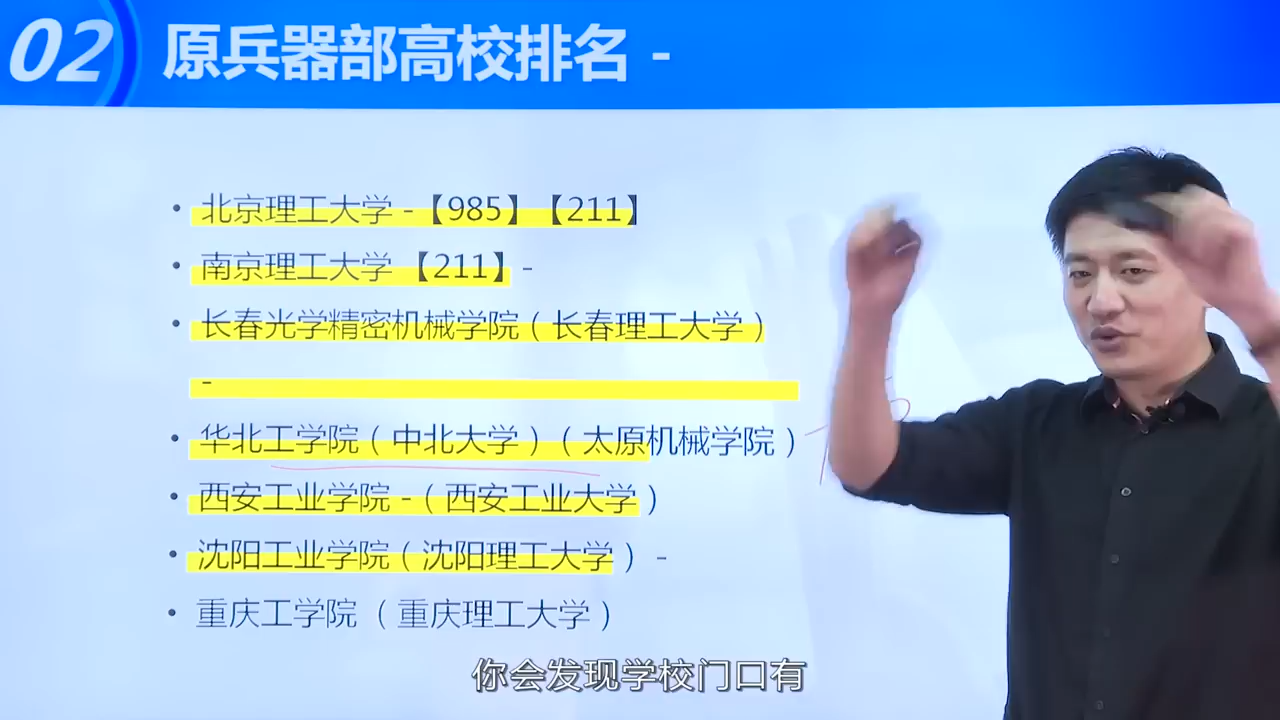 02 原兵器部高校排名 -
• 北京理工大学 -【985】【211】
• 南京理工大学 【211】 -
• 长春光学精密机械学院（长春理工大学）
-
• 华北工学院（中北大学）（太原机械学院）
• 西安工业学院 -（西安工业大学）
• 沈阳工业学院（沈阳理工大学） -
• 重庆工学院 （重庆理工大学）
你会发现学校门口有